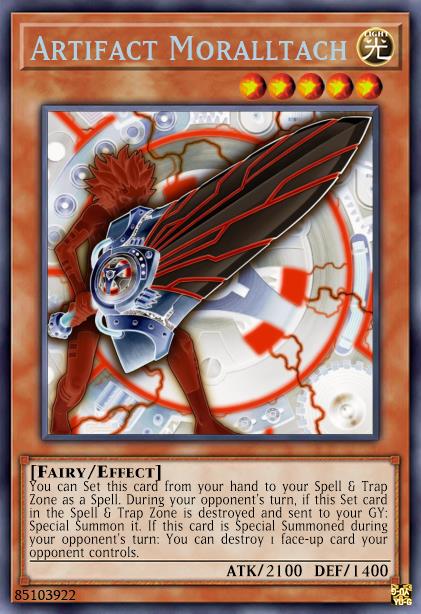 Artifact Moralltach
LIGHT
光
[Fairy/Effect]
You can Set this card from your hand to your Spell & Trap
Zone as a Spell. During your opponent's turn, if this Set card
in the Spell & Trap Zone is destroyed and sent to your GY:
Special Summon it. If this card is Special Summoned during
your opponent's turn: You can destroy 1 face-up card your
opponent controls.
ATK/2100 DEF/1400
85103922